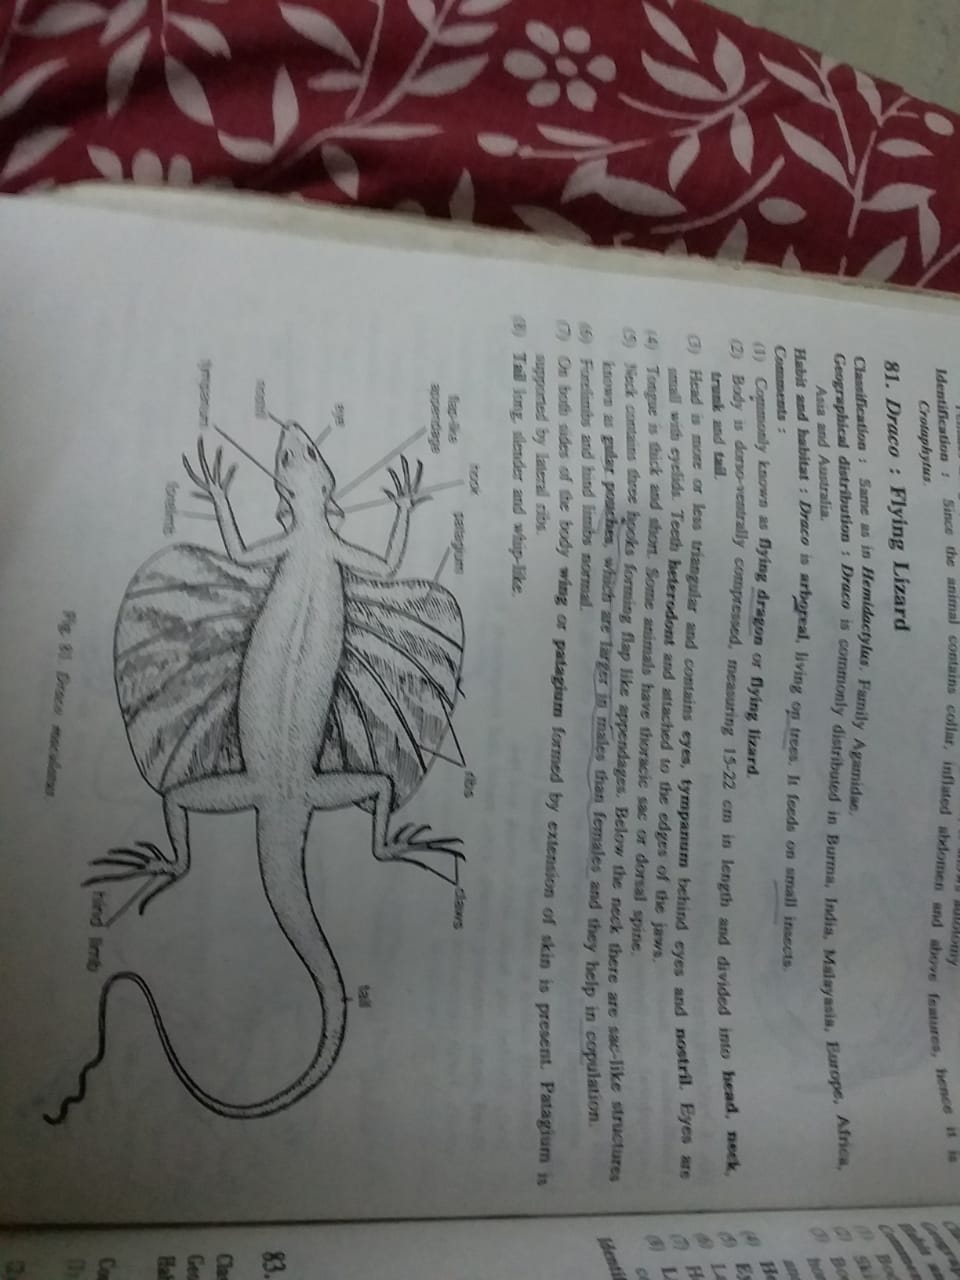 Identification : Since the animal contains collar, inflated abdomen and above features, hence it is
Crotaphytus.
81. Draco : Flying Lizard
Classification : Same as in Hemidactylus. Family Agamidae.
Geographical distribution : Draco is commonly distributed in Burma, India, Malayasia, Europe, Africa,
Asia and Australia.
Habit and habitat : Draco is arboreal, living on trees. It feeds on small insects.
Comments :
(1) Commonly known as flying dragon or flying lizard.
(2) Body is dorso-ventrally compressed, measuring 15-22 cm in length and divided into head, neck,
trunk and tail.
(3) Head is more or less triangular and contains eyes, tympanum behind eyes and nostril. Eyes are
small with eyelids. Teeth heterodont and attached to the edges of the jaws.
(4) Tongue is thick and short. Some animals have thoracic sac or dorsal spine.
(5) Neck contains three hooks forming flap like appendages. Below the neck there are sac-like structures
known as gular pouches, which are larger in males than females and they help in copulation.
(6) Forelimbs and hind limbs normal.
(7) On both sides of the body wing or patagium formed by extension of skin is present. Patagium is
supported by lateral ribs.
(8) Tail long, slender and whip-like.
flap-like
appendage
hook
patagium
ribs
claws
eye
tail
nostril
tympanum
forelimb
hind limb
Fig. 81. Draco
83.
Identifi